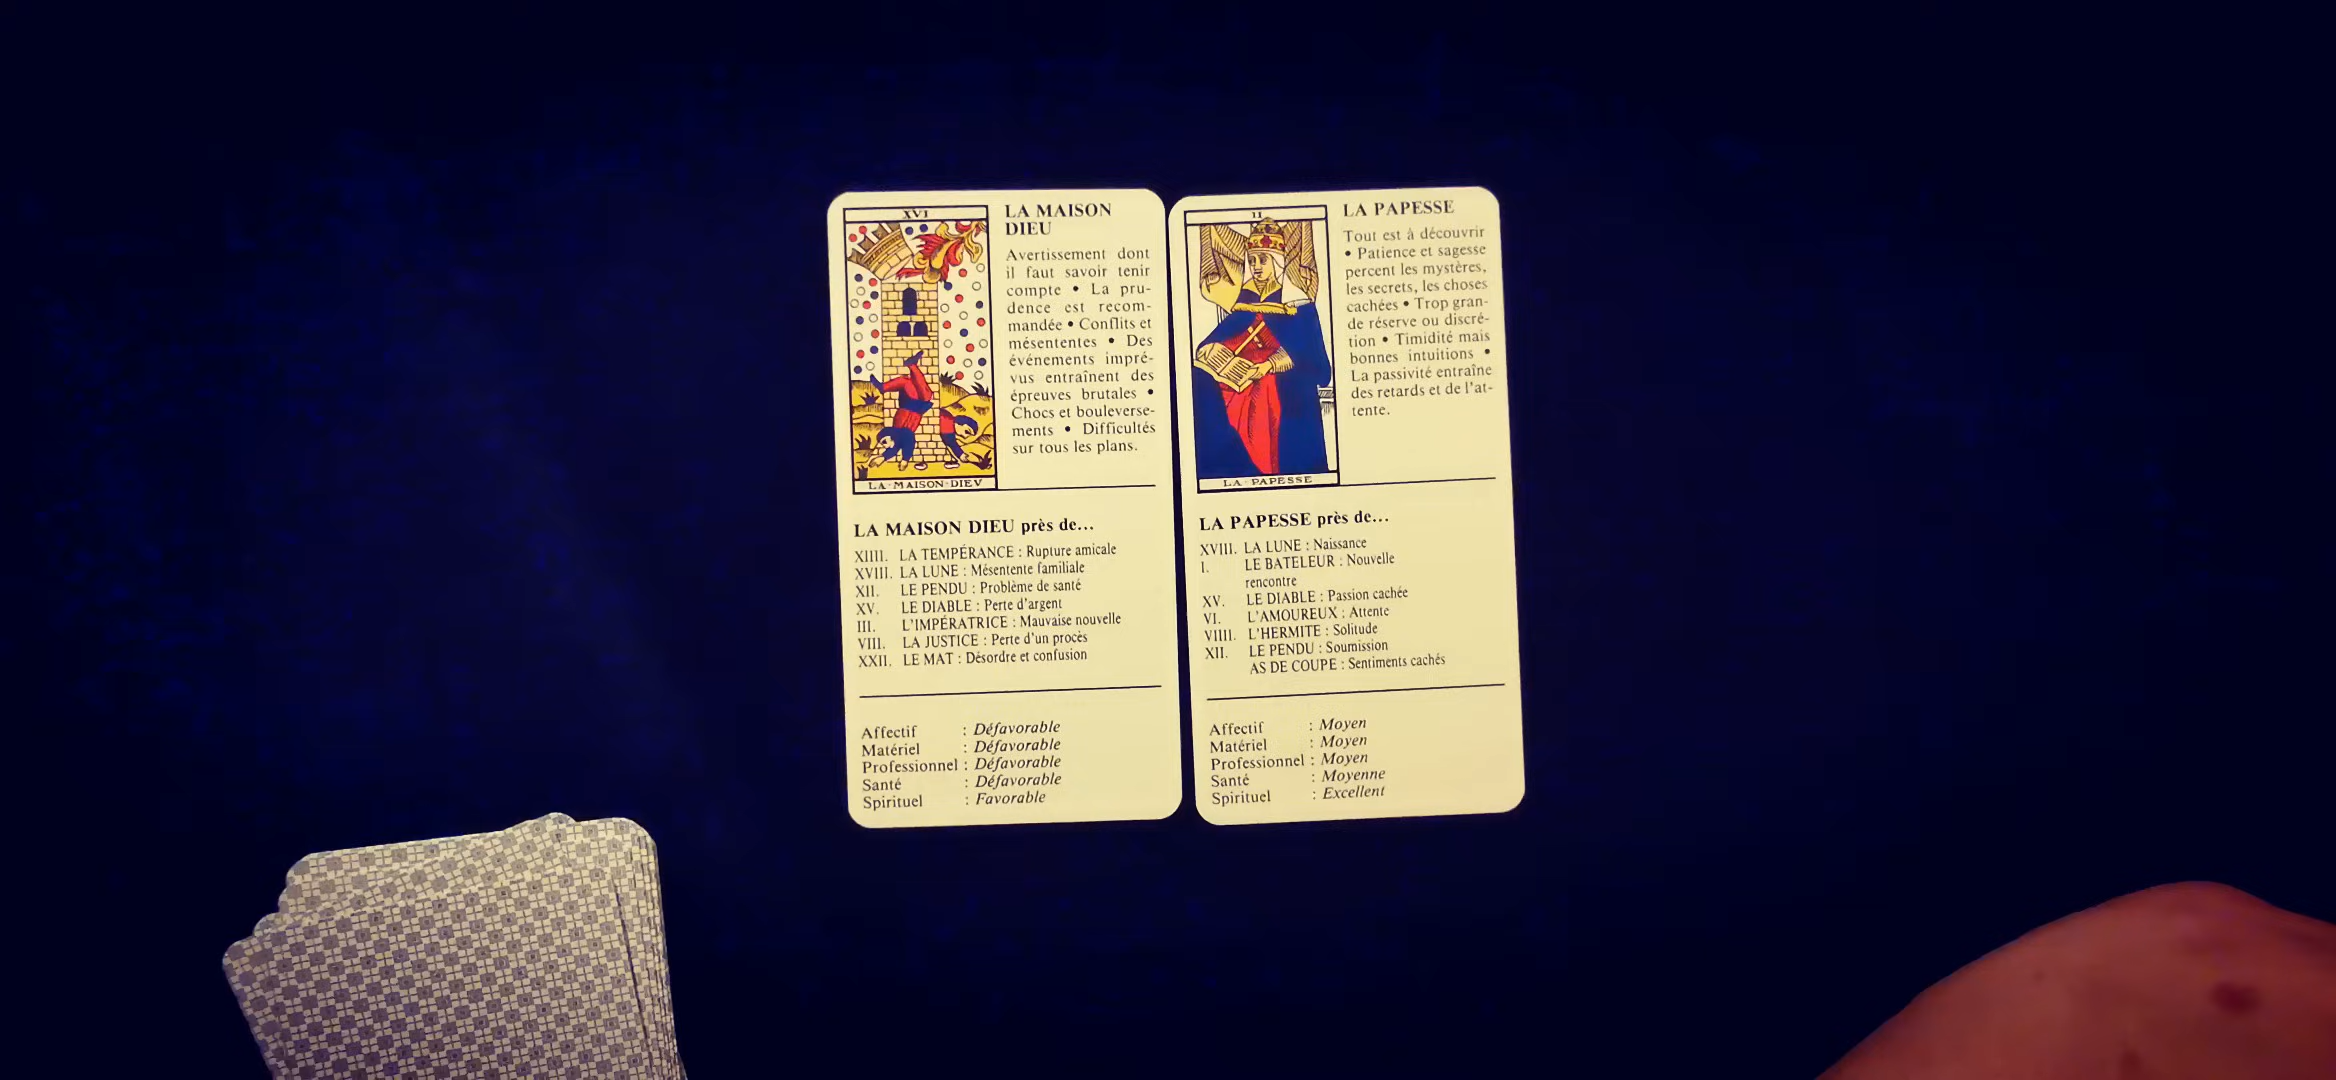 XVI
LA MAISON
DIEU
Avertissement dont
il faut savoir tenir
compte • La pru-
dence est recom-
mandée • Conflits et
mésententes • Des
événements impré-
vus entraînent des
épreuves brutales •
Chocs et bouleverse-
ments • Difficultés
sur tous les plans.
LA·MAISON·DIEV
LA MAISON DIEU près de...
XIIII. LA TEMPÉRANCE : Rupture amicale
XVIII. LA LUNE : Mésentente familiale
XII. LE PENDU : Problème de santé
XV. LE DIABLE : Perte d'argent
III. L'IMPÉRATRICE : Mauvaise nouvelle
VIII. LA JUSTICE : Perte d'un procès
XXII. LE MAT : Désordre et confusion
Affectif : Défavorable
Matériel : Défavorable
Professionnel : Défavorable
Santé : Défavorable
Spirituel : Favorable
II
LA PAPESSE
Tout est à découvrir
• Patience et sagesse
percent les mystères,
les secrets, les choses
cachées • Trop gran-
de réserve ou discré-
tion • Timidité mais
bonnes intuitions •
La passivité entraîne
des retards et de l'at-
tente.
LA·PAPESSE
LA PAPESSE près de...
XVIII. LA LUNE : Naissance
I. LE BATELEUR : Nouvelle
rencontre
XV. LE DIABLE : Passion cachée
VI. L'AMOUREUX : Attente
VIIII. L'HERMITE : Solitude
XII. LE PENDU : Soumission
AS DE COUPE : Sentiments cachés
Affectif : Moyen
Matériel : Moyen
Professionnel : Moyen
Santé : Moyenne
Spirituel : Excellent